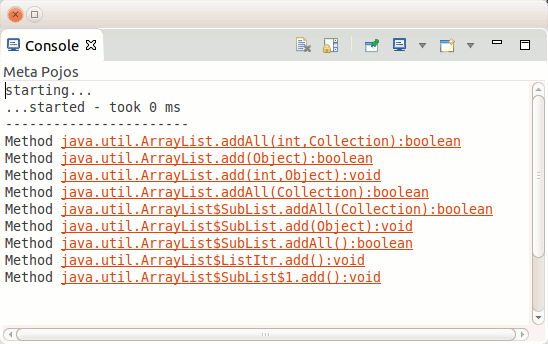 Console
Meta Pojos
starting...
...started - took 0 ms
-----------------------
Method java.util.ArrayList.addAll(int,Collection):boolean
Method java.util.ArrayList.add(Object):boolean
Method java.util.ArrayList.add(int,Object):void
Method java.util.ArrayList.addAll(Collection):boolean
Method java.util.ArrayList$SubList.addAll(Collection):boolean
Method java.util.ArrayList$SubList.add(Object):void
Method java.util.ArrayList$SubList.addAll():boolean
Method java.util.ArrayList$ListItr.add():void
Method java.util.ArrayList$SubList$1.add():void